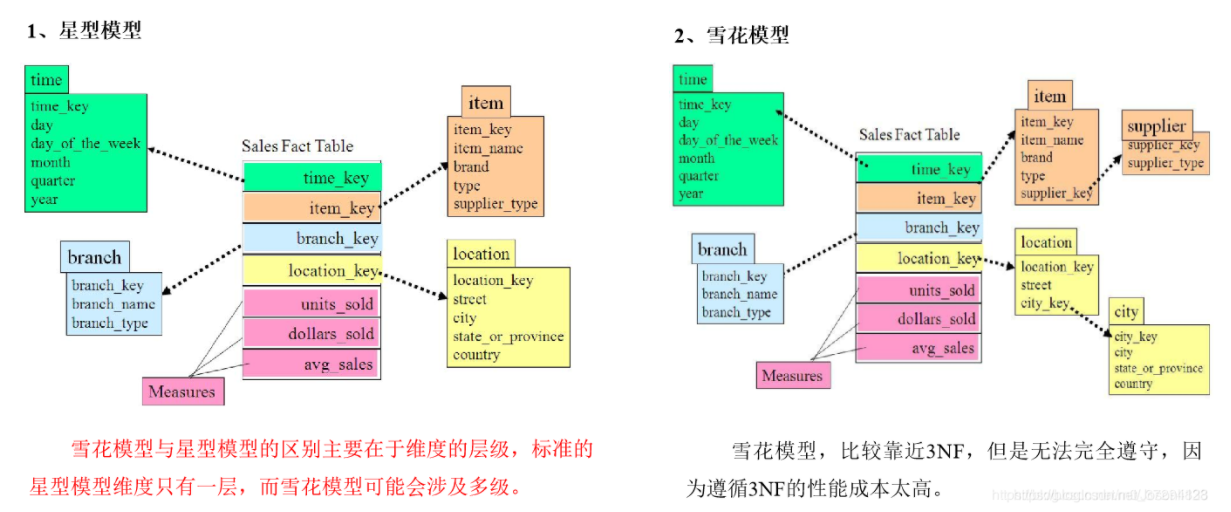 1、星型模型
time
time_key
day
day_of_the_week
month
quarter
year
Sales Fact Table
time_key
item_key
branch_key
location_key
units_sold
dollars_sold
avg_sales
Measures
item
item_key
item_name
brand
type
supplier_type
branch
branch_key
branch_name
branch_type
location
location_key
street
city
state_or_province
country
雪花模型与星型模型的区别主要在于维度的层级，标准的
星型模型维度只有一层，而雪花模型可能会涉及多级。
2、雪花模型
time
time_key
day
day_of_the_week
month
quarter
year
Sales Fact Table
time_key
item_key
branch_key
location_key
units_sold
dollars_sold
avg_sales
Measures
item
item_key
item_name
brand
type
supplier_key
supplier
supplier_key
supplier_type
branch
branch_key
branch_name
branch_type
location
location_key
street
city_key
city
city_key
city
state_or_province
country
雪花模型，比较靠近3NF，但是无法完全遵守，因
为遵循3NF的性能成本太高。